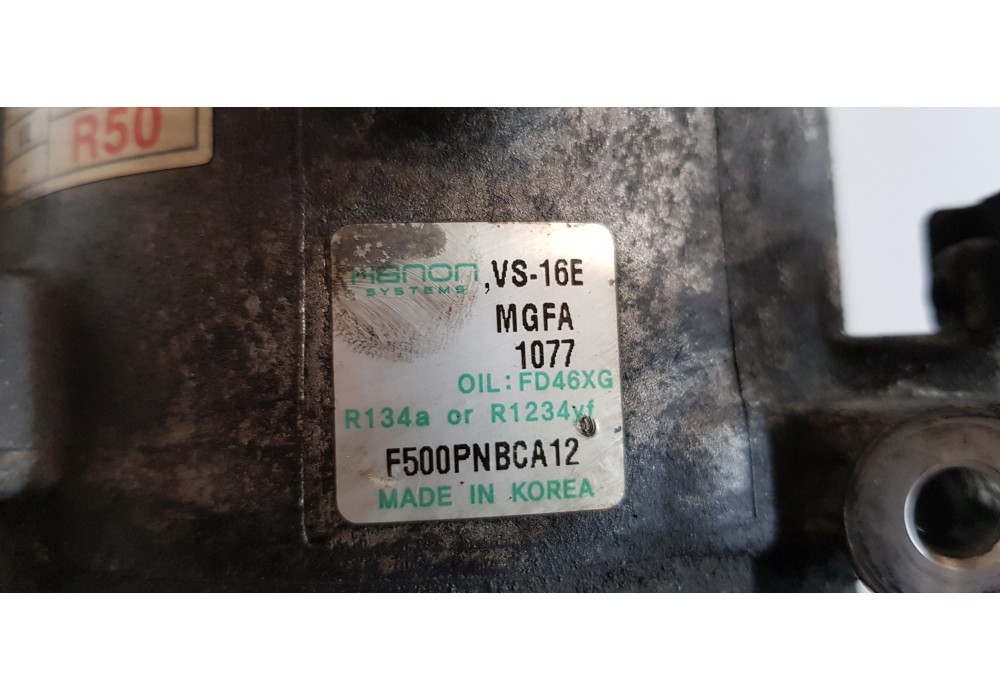 R50
HANON ,VS-16E
SYSTEMS
MGFA
1077
OIL: FD46XG
R134a or R1234yf
F500PNBCA12
MADE IN KOREA